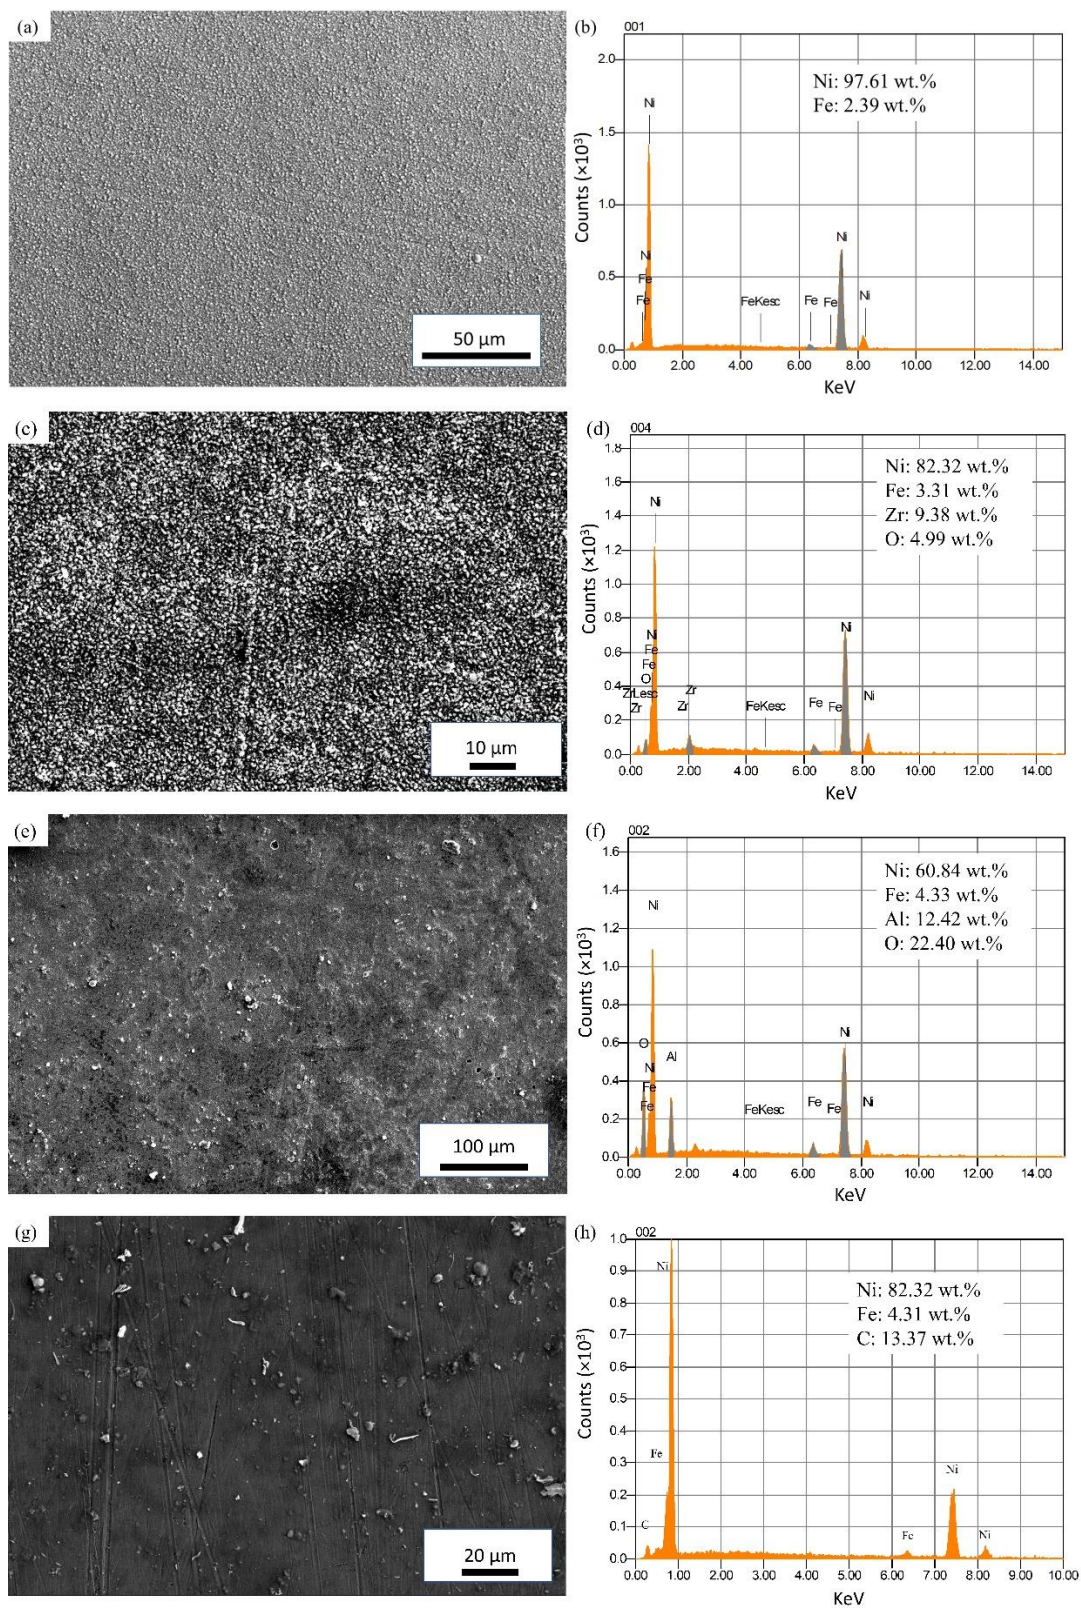 (a)
50 µm
(b)
001
Counts (×10³)
2.0
1.5
1.0
0.5
0.0
Ni: 97.61 wt.%
Fe: 2.39 wt.%
Ni
Ni
Fe
Fe
FeKesc
Fe
Fe
Ni
Ni
0.00 2.00 4.00 6.00 8.00 10.00 12.00 14.00
KeV
(c)
10 µm
(d)
004
Counts (×10³)
1.8
1.6
1.4
1.2
1.0
0.8
0.6
0.4
0.2
0.0
Ni: 82.32 wt.%
Fe: 3.31 wt.%
Zr: 9.38 wt.%
O: 4.99 wt.%
Ni
Ni
Fe
Fe
O
ZrLesc
Zr
Zr
Zr
FeKesc
Fe
Fe
Ni
Ni
0.00 2.00 4.00 6.00 8.00 10.00 12.00 14.00
KeV
(e)
100 µm
(f)
002
Counts (×10³)
1.6
1.4
1.2
1.0
0.8
0.6
0.4
0.2
0.0
Ni: 60.84 wt.%
Fe: 4.33 wt.%
Al: 12.42 wt.%
O: 22.40 wt.%
Ni
O
Ni
Fe
Fe
Al
FeKesc
Fe
Fe
Ni
Ni
0.00 2.00 4.00 6.00 8.00 10.00 12.00 14.00
KeV
(g)
20 µm
(h)
002
Counts (×10³)
1.0
0.9
0.8
0.7
0.6
0.5
0.4
0.3
0.2
0.1
0.0
Ni: 82.32 wt.%
Fe: 4.31 wt.%
C: 13.37 wt.%
Ni
Fe
C
Fe
Ni
Ni
0.00 1.00 2.00 3.00 4.00 5.00 6.00 7.00 8.00 9.00 10.00
KeV